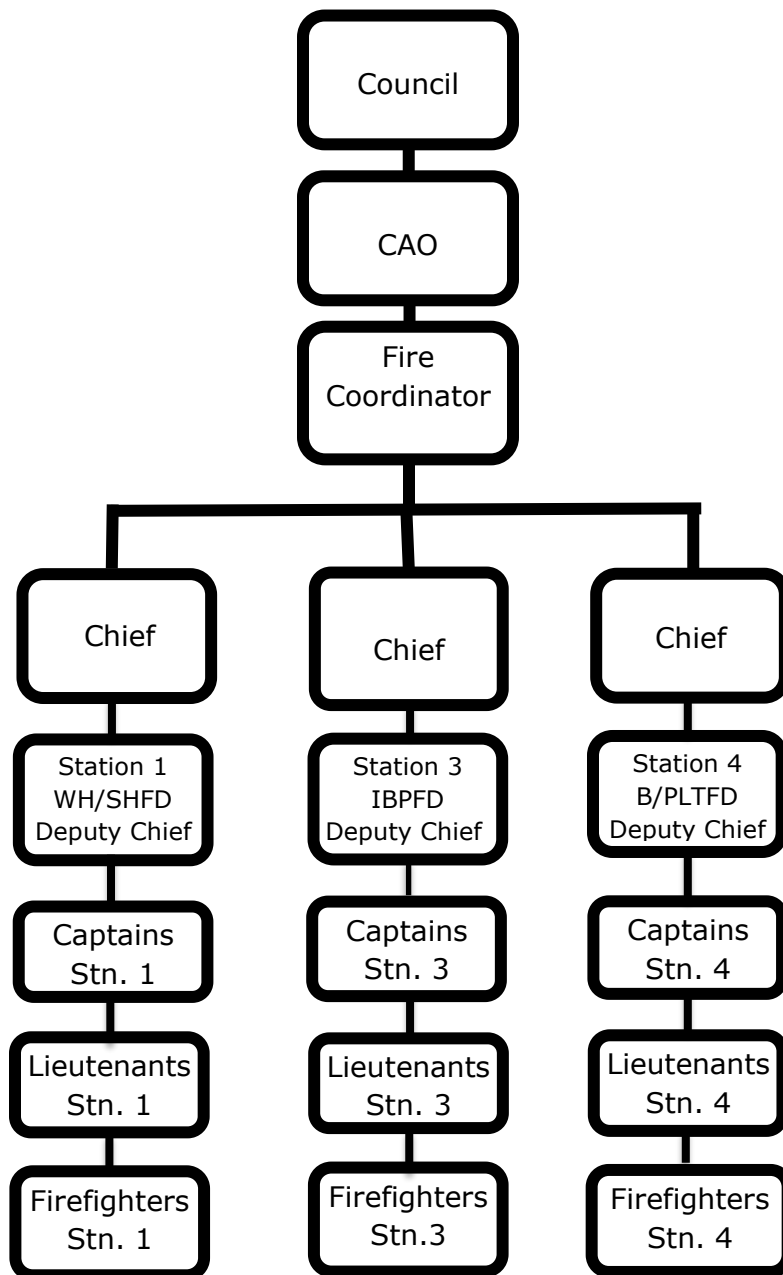 Council
CAO
Fire
Coordinator
Chief
Chief
Chief
Station 1
WH/SHFD
Deputy Chief
Station 3
IBPFD
Deputy Chief
Station 4
B/PLTFD
Deputy Chief
Captains
Stn. 1
Captains
Stn. 3
Captains
Stn. 4
Lieutenants
Stn. 1
Lieutenants
Stn. 3
Lieutenants
Stn. 4
Firefighters
Stn. 1
Firefighters
Stn.3
Firefighters
Stn. 4